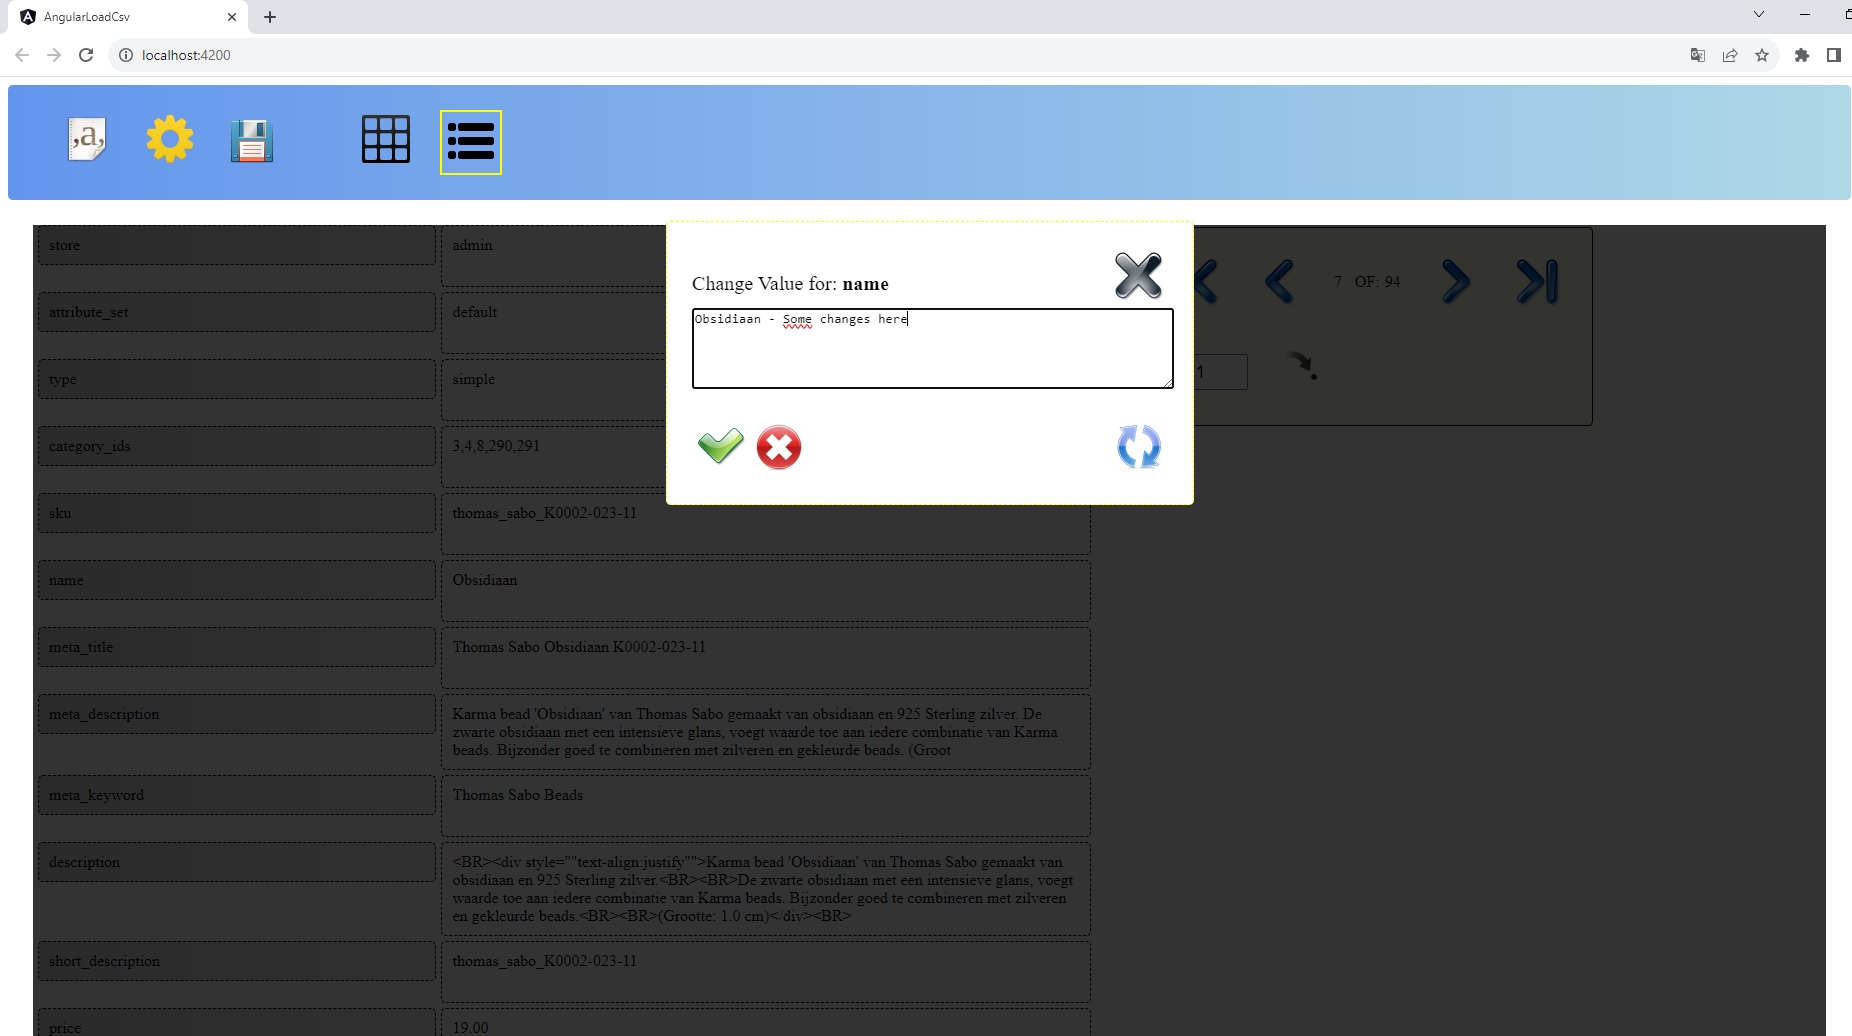 AngularLoadCsv
localhost:4200
,a,
store
admin
attribute_set
default
type
simple
category_ids
3,4,8,290,291
sku
thomas_sabo_K0002-023-11
name
Obsidiaan
meta_title
Thomas Sabo Obsidiaan K0002-023-11
meta_description
Karma bead 'Obsidiaan' van Thomas Sabo gemaakt van obsidiaan en 925 Sterling zilver. De
zwarte obsidiaan met een intensieve glans, voegt waarde toe aan iedere combinatie van Karma
beads. Bijzonder goed te combineren met zilveren en gekleurde beads. (Groot
meta_keyword
Thomas Sabo Beads
description
<BR><div style=""text-align:justify"">Karma bead 'Obsidiaan' van Thomas Sabo gemaakt van
obsidiaan en 925 Sterling zilver.<BR><BR>De zwarte obsidiaan met een intensieve glans, voegt
waarde toe aan iedere combinatie van Karma beads. Bijzonder goed te combineren met zilveren
en gekleurde beads.<BR><BR>(Grootte: 1.0 cm)</div><BR>
short_description
thomas_sabo_K0002-023-11
price
19.00
Change Value for: name
Obsidiaan - Some changes here
7 OF: 94
1